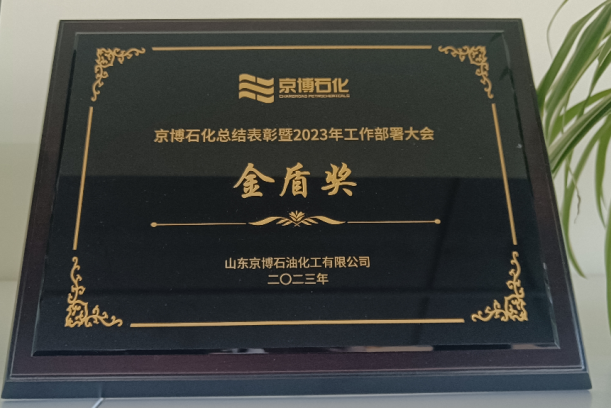 京博石化
CHAMBROAD PETROCHEMICALS
京博石化总结表彰暨2023年工作部署大会
金盾奖
山东京博石油化工有限公司
二〇二三年